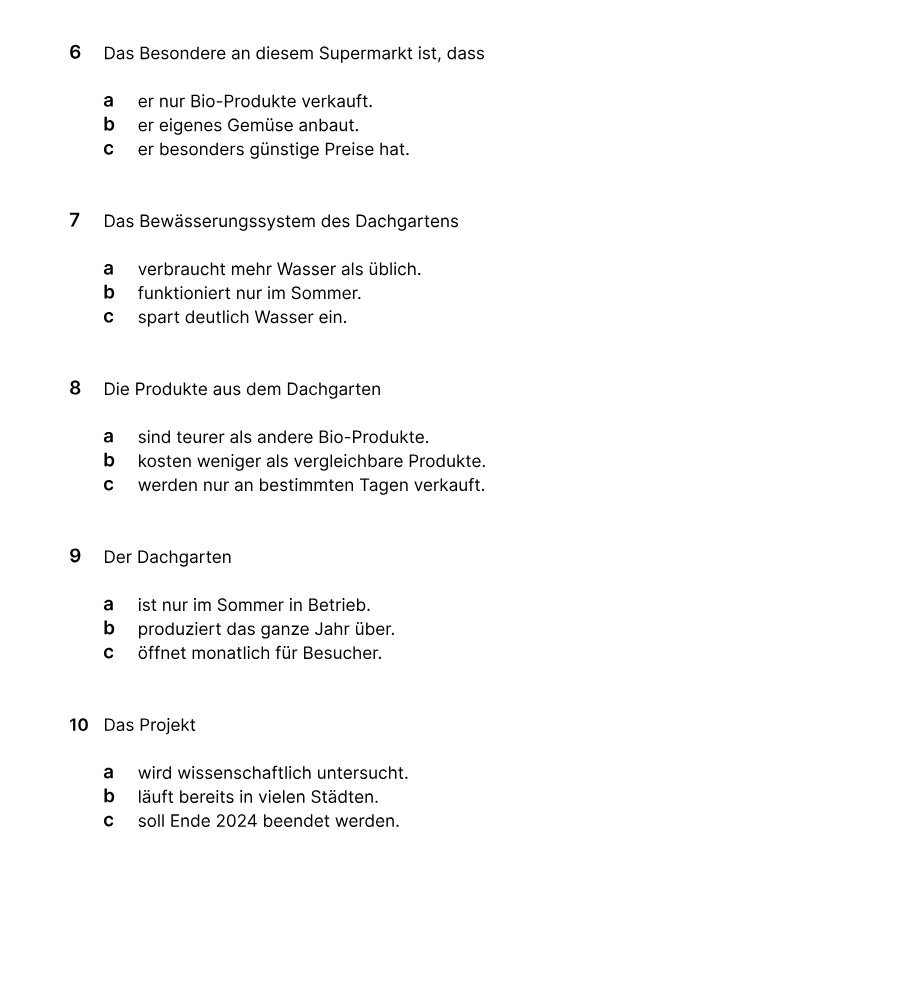 6 Das Besondere an diesem Supermarkt ist, dass
a er nur Bio-Produkte verkauft.
b er eigenes Gemüse anbaut.
c er besonders günstige Preise hat.
7 Das Bewässerungssystem des Dachgartens
a verbraucht mehr Wasser als üblich.
b funktioniert nur im Sommer.
c spart deutlich Wasser ein.
8 Die Produkte aus dem Dachgarten
a sind teurer als andere Bio-Produkte.
b kosten weniger als vergleichbare Produkte.
c werden nur an bestimmten Tagen verkauft.
9 Der Dachgarten
a ist nur im Sommer in Betrieb.
b produziert das ganze Jahr über.
c öffnet monatlich für Besucher.
10 Das Projekt
a wird wissenschaftlich untersucht.
b läuft bereits in vielen Städten.
c soll Ende 2024 beendet werden.